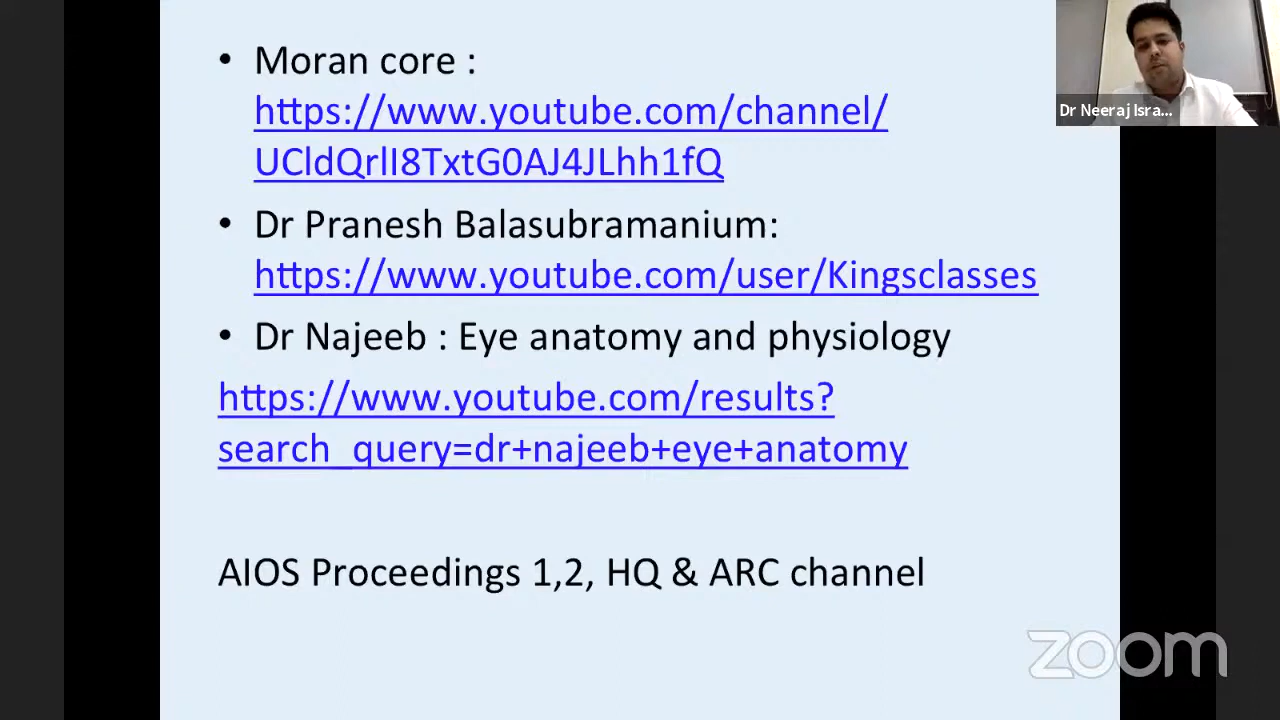 • Moran core :
https://www.youtube.com/channel/
UCldQrlI8TxtG0AJ4JLhh1fQ
• Dr Pranesh Balasubramanium:
https://www.youtube.com/user/Kingsclasses
• Dr Najeeb : Eye anatomy and physiology
https://www.youtube.com/results?
search_query=dr+najeeb+eye+anatomy
AIOS Proceedings 1,2, HQ & ARC channel
Dr Neeraj Isra...
zoom